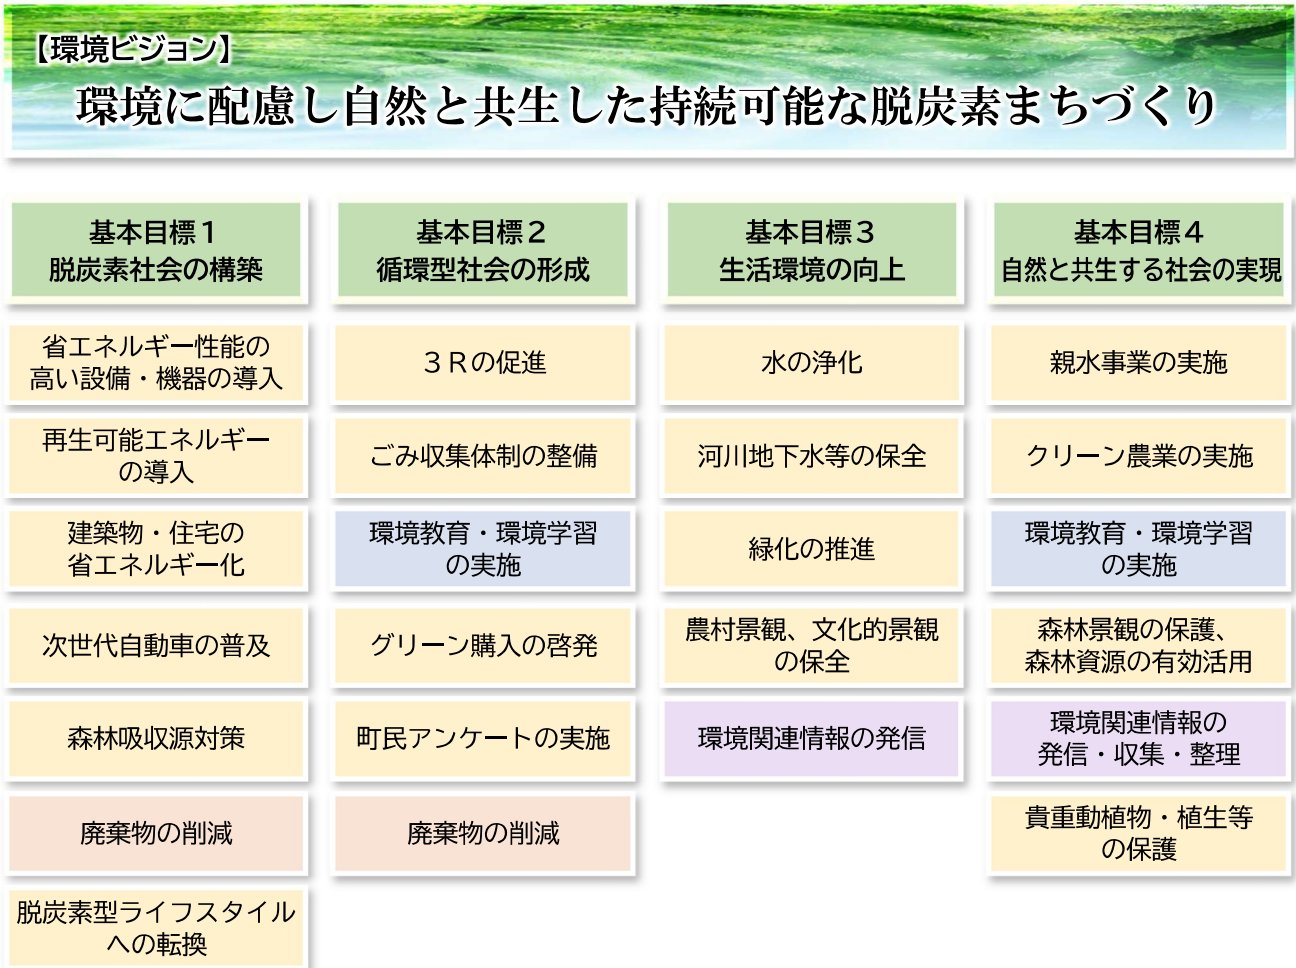 【環境ビジョン】
環境に配慮し自然と共生した持続可能な脱炭素まちづくり
基本目標１
脱炭素社会の構築
省エネルギー性能の
高い設備・機器の導入
再生可能エネルギー
の導入
建築物・住宅の
省エネルギー化
次世代自動車の普及
森林吸収源対策
廃棄物の削減
脱炭素型ライフスタイル
への転換
基本目標２
循環型社会の形成
３Ｒの促進
ごみ収集体制の整備
環境教育・環境学習
の実施
グリーン購入の啓発
町民アンケートの実施
廃棄物の削減
基本目標３
生活環境の向上
水の浄化
河川地下水等の保全
緑化の推進
農村景観、文化的景観
の保全
環境関連情報の発信
基本目標４
自然と共生する社会の実現
親水事業の実施
クリーン農業の実施
環境教育・環境学習
の実施
森林景観の保護、
森林資源の有効活用
環境関連情報の
発信・収集・整理
貴重動植物・植生等
の保護